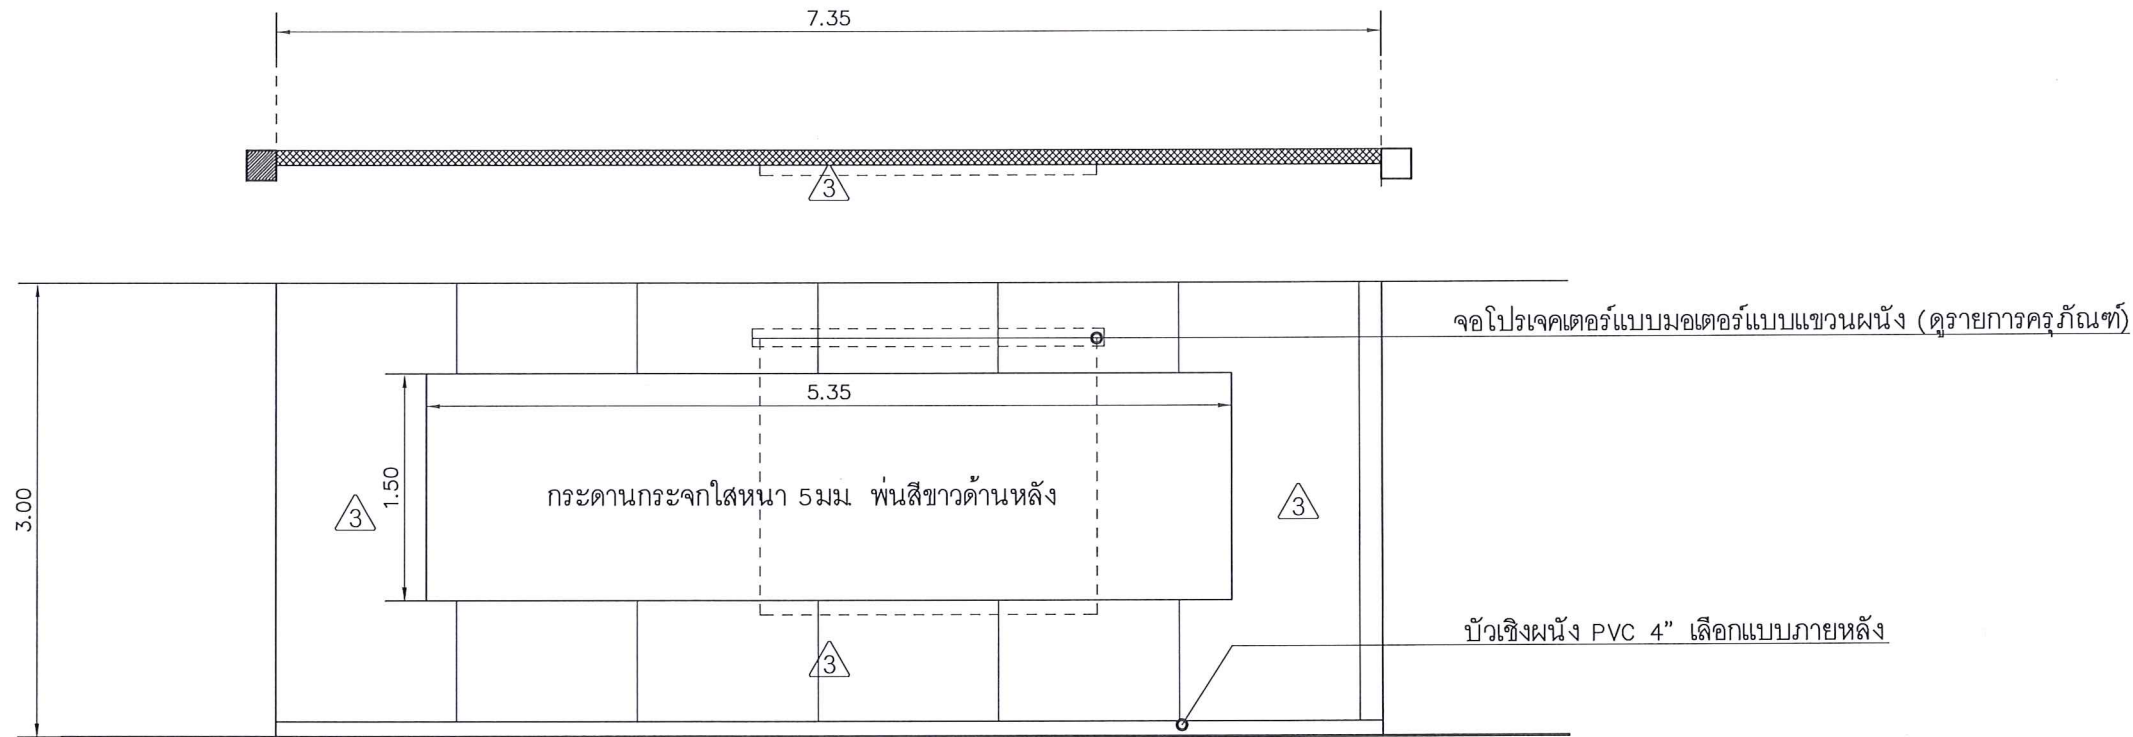 7.35
3
จอโปรเจคเตอร์แบบมอเตอร์แบบแขวนผนัง (ดูรายการครุภัณฑ์)
5.35
3.00
1.50
3
กระดานกระจกใสหนา 5มม. พ่นสีขาวด้านหลัง
3
3
บัวเชิงผนัง PVC 4" เลือกแบบภายหลัง